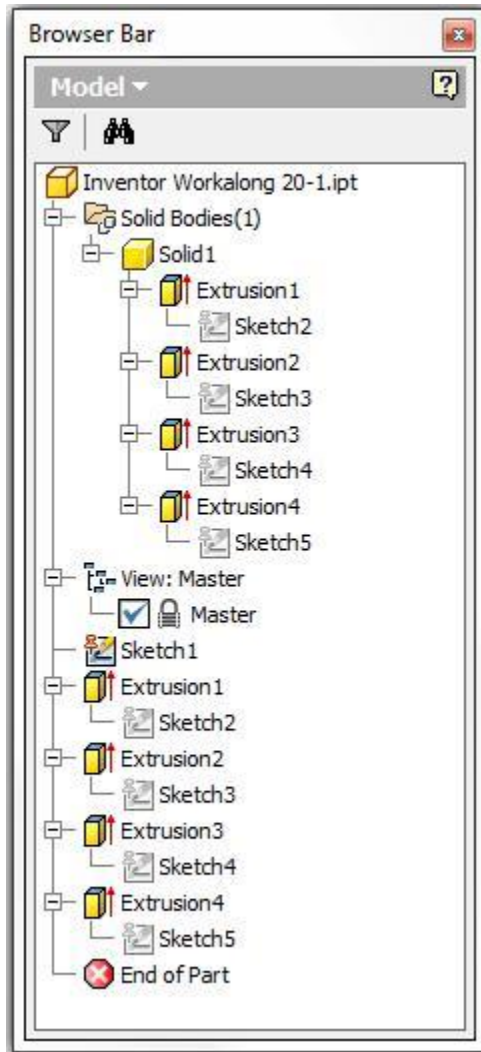 Browser Bar
Model
Inventor Workalong 20-1.ipt
Solid Bodies(1)
Solid1
Extrusion1
Sketch2
Extrusion2
Sketch3
Extrusion3
Sketch4
Extrusion4
Sketch5
View: Master
Master
Sketch1
Extrusion1
Sketch2
Extrusion2
Sketch3
Extrusion3
Sketch4
Extrusion4
Sketch5
End of Part